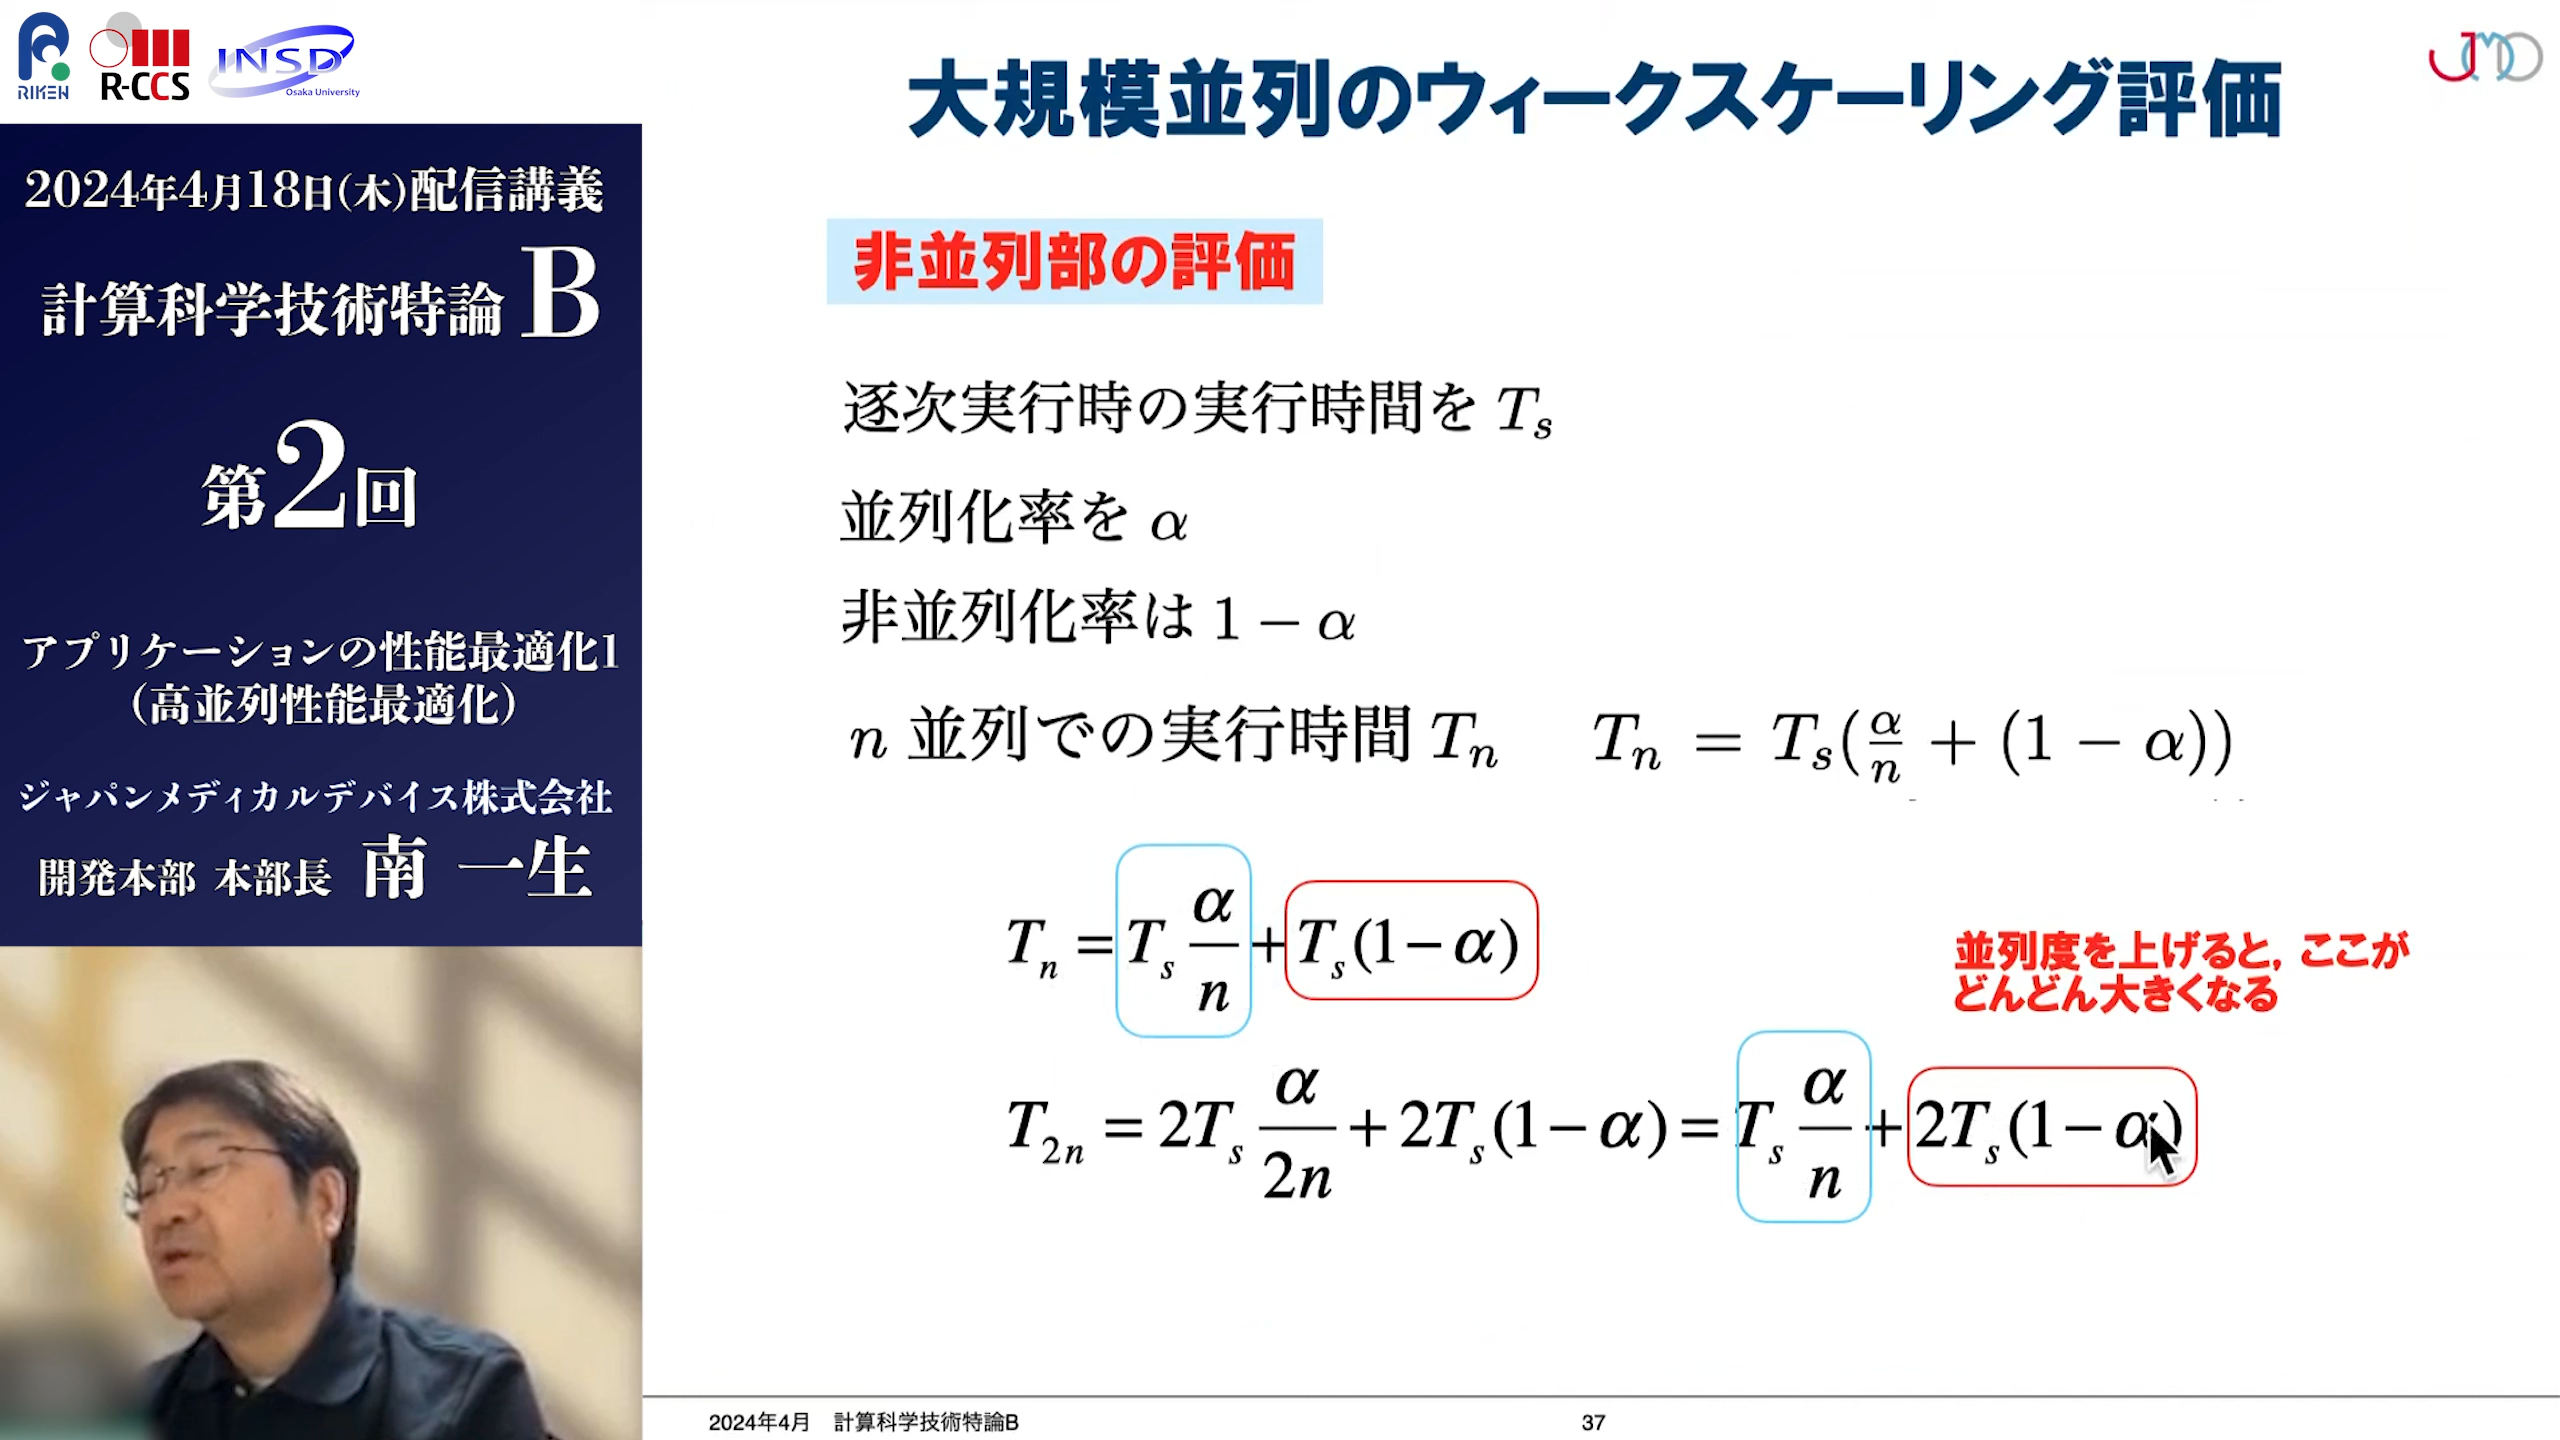 RIKEN
R-CCS
INSD
Osaka University
2024年4月18日(木)配信講義
計算科学技術特論 B
第2回
アプリケーションの性能最適化1
（高並列性能最適化）
ジャパンメディカルデバイス株式会社
開発本部 本部長 南 一生
JMD
大規模並列のウィークスケーリング評価
非並列部の評価
逐次実行時の実行時間を Tₛ
並列化率を α
非並列化率は 1 − α
n 並列での実行時間 Tₙ Tₙ = Tₛ(α/n + (1 − α))
Tₙ = Tₛ α/n + Tₛ(1 − α)
並列度を上げると, ここが
どんどん大きくなる
T₂ₙ = 2Tₛ α/2n + 2Tₛ(1 − α) = Tₛ α/n + 2Tₛ(1 − α)
2024年4月 計算科学技術特論B
37